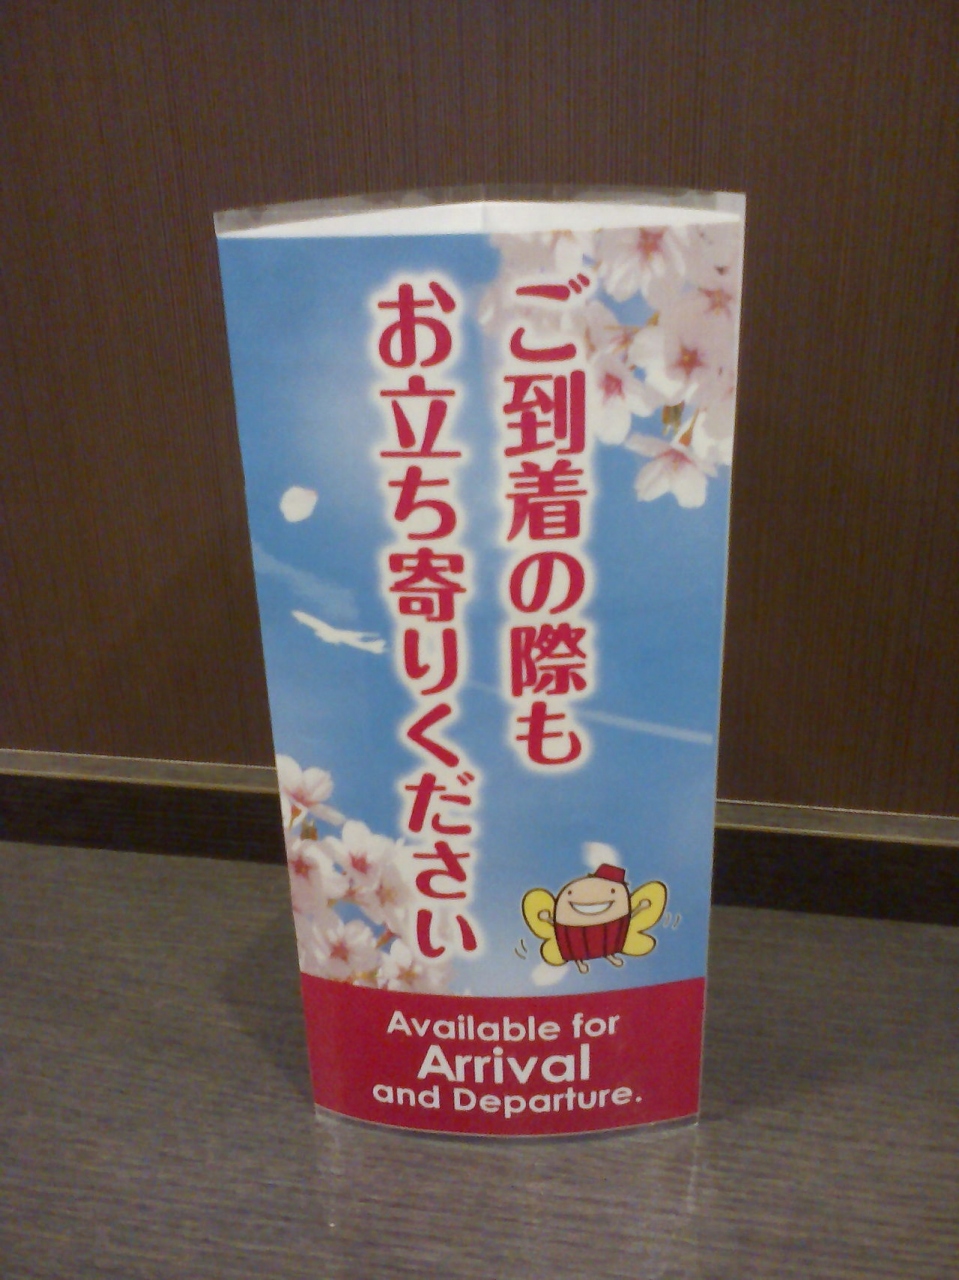 ご到着の際も
お立ち寄りください
Available for
Arrival
and Departure.